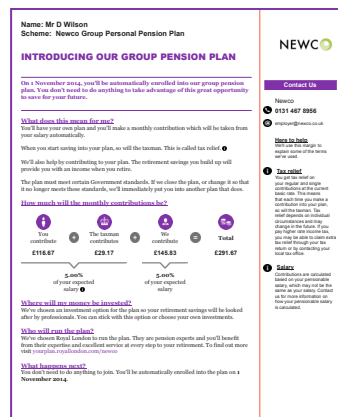 Name: Mr D Wilson
Scheme: Newco Group Personal Pension Plan
INTRODUCING OUR GROUP PENSION PLAN
On 1 November 2014, you'll be automatically enrolled into our group pension
plan. You don't need to do anything to take advantage of this great opportunity
to save for your future.
What does this mean for me?
You'll have your own plan and you'll make a monthly contribution which will be taken from
your salary automatically.
When you start saving into your plan, so will the taxman. This is called tax relief.
We'll also help by contributing to your plan. The retirement savings you build up will
provide you with an income when you retire.
The plan must meet certain Government standards. If we close the plan, or change it so that
it no longer meets these standards, we'll immediately put you into another plan that does.
How much will the monthly contributions be?
You
contribute
£116.67
+
The taxman
contributes
£29.17
+
We
contribute
£145.83
=
Total
£291.67
5.00%
of your expected
salary
5.00%
of your expected
salary
Where will my money be invested?
We've chosen an investment option for the plan so your retirement savings will be looked
after by professionals. You can stick with this option or choose your own investments.
Who will run the plan?
We've chosen Royal London to run the plan. They are pension experts and you'll benefit
from their expertise and excellent service at every step to your retirement. To find out more
visit yourplan.royallondon.com/newco
What happens next?
You don't need to do anything to join. You'll be automatically enrolled into the plan on 1
November 2014.
NEWCO
Contact Us
Newco
0131 467 8956
employer@newco.co.uk
Here to help
We'll use this margin to
explain some of the terms
we've used.
Tax relief
You get tax relief on
your regular and single
contributions at the current
basic rate. This means
that each time you make a
contribution into your plan,
so will the taxman. Tax
relief depends on individual
circumstances and may
change in the future. If you
pay higher rate income tax,
you may be able to claim extra
tax relief through your tax
return or by contacting your
local tax office.
Salary
Contributions are calculated
based on your pensionable
salary, which may not be the
same as your salary. Contact
us for more information on
how your pensionable salary
is calculated.